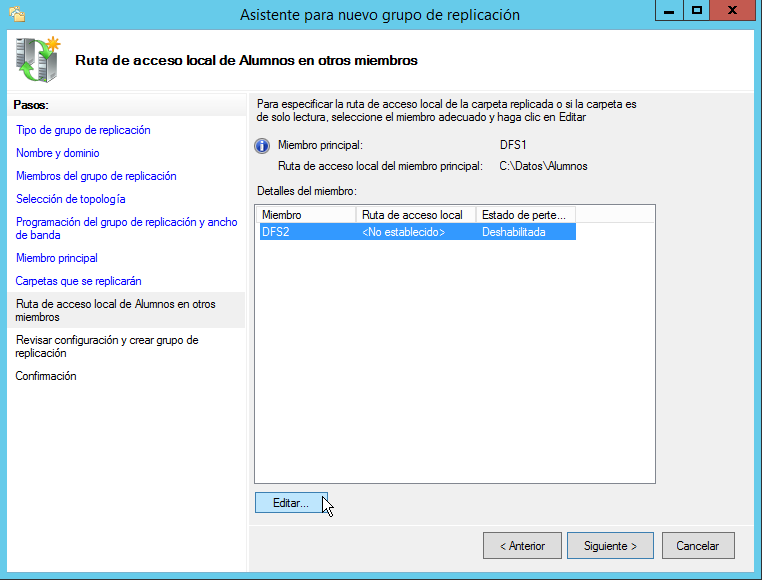 Asistente para nuevo grupo de replicación
Ruta de acceso local de Alumnos en otros miembros
Pasos:
Tipo de grupo de replicación
Nombre y dominio
Miembros del grupo de replicación
Selección de topología
Programación del grupo de replicación y ancho
de banda
Miembro principal
Carpetas que se replicarán
Ruta de acceso local de Alumnos en otros
miembros
Revisar configuración y crear grupo de
replicación
Confirmación
Para especificar la ruta de acceso local de la carpeta replicada o si la carpeta es
de solo lectura, seleccione el miembro adecuado y haga clic en Editar
Miembro principal: DFS1
Ruta de acceso local del miembro principal: C:\Datos\Alumnos
Detalles del miembro:
Miembro Ruta de acceso local Estado de perte...
DFS2 <No establecido> Deshabilitada
Editar...
< Anterior Siguiente > Cancelar